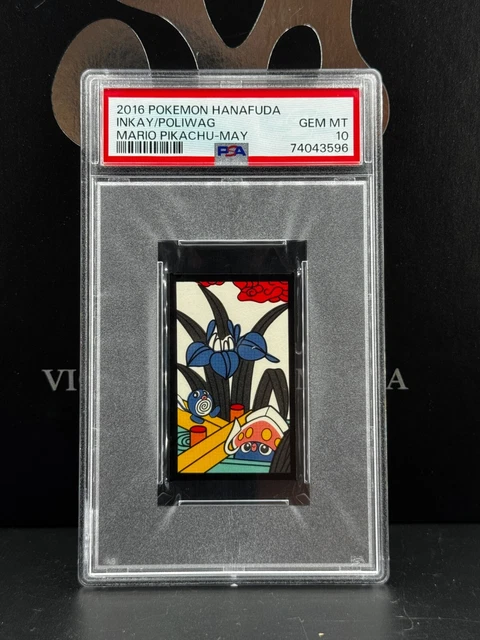 2016 POKEMON HANAFUDA
INKAY/POLIWAG GEM MT
MARIO PIKACHU-MAY 10
PSA 74043596